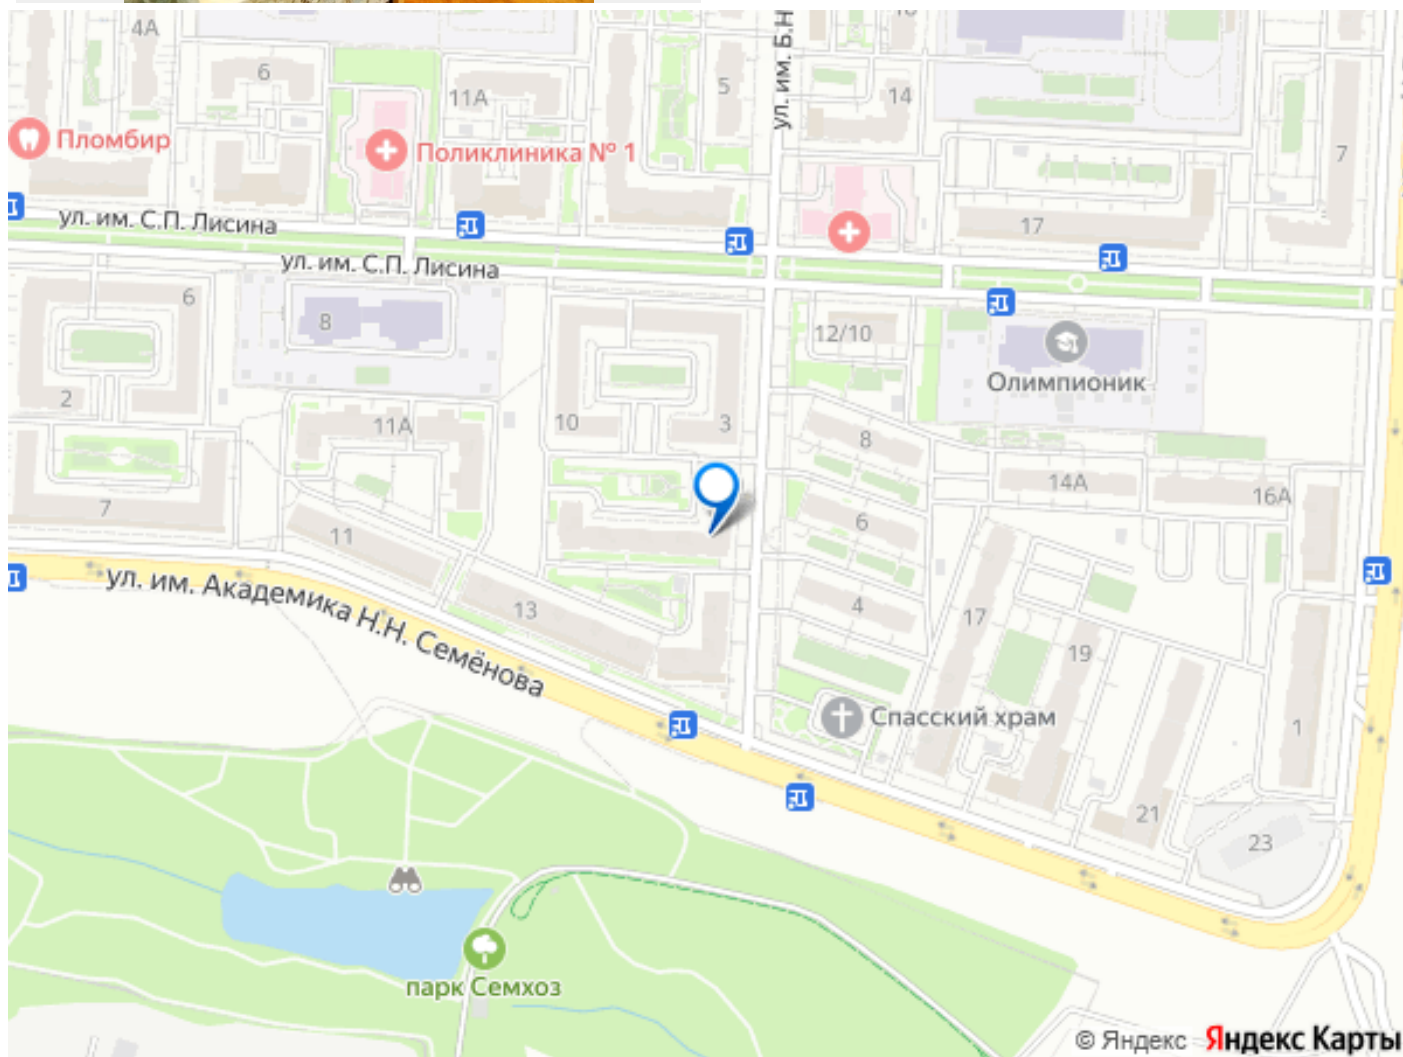 4А
6
11А
5
ул. им. Б.Н
14
7
Пломбир
Поликлиника № 1
17
ул. им. С.П. Лисина
ул. им. С.П. Лисина
6
8
12/10
Олимпионик
2
11А
10
3
8
14А
16А
7
11
6
ул. им. Академика Н.Н. Семёнова
13
4
17
19
Спасский храм
1
21
23
парк Семхоз
© Яндекс Яндекс Карты